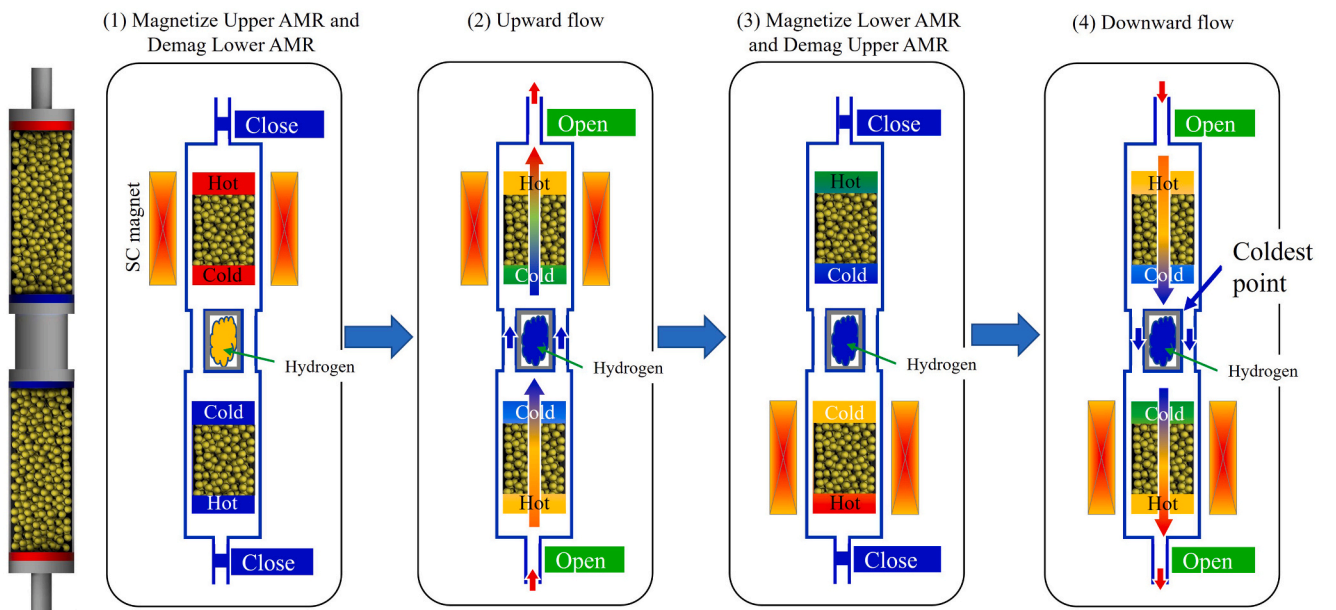 (1) Magnetize Upper AMR and
Demag Lower AMR
(2) Upward flow
(3) Magnetize Lower AMR
and Demag Upper AMR
(4) Downward flow
SC magnet
Close
Hot
Cold
Hydrogen
Cold
Hot
Close
Open
Hot
Cold
Hydrogen
Cold
Hot
Open
Close
Hot
Cold
Hydrogen
Cold
Hot
Close
Open
Hot
Cold
Coldest
point
Hydrogen
Cold
Hot
Open